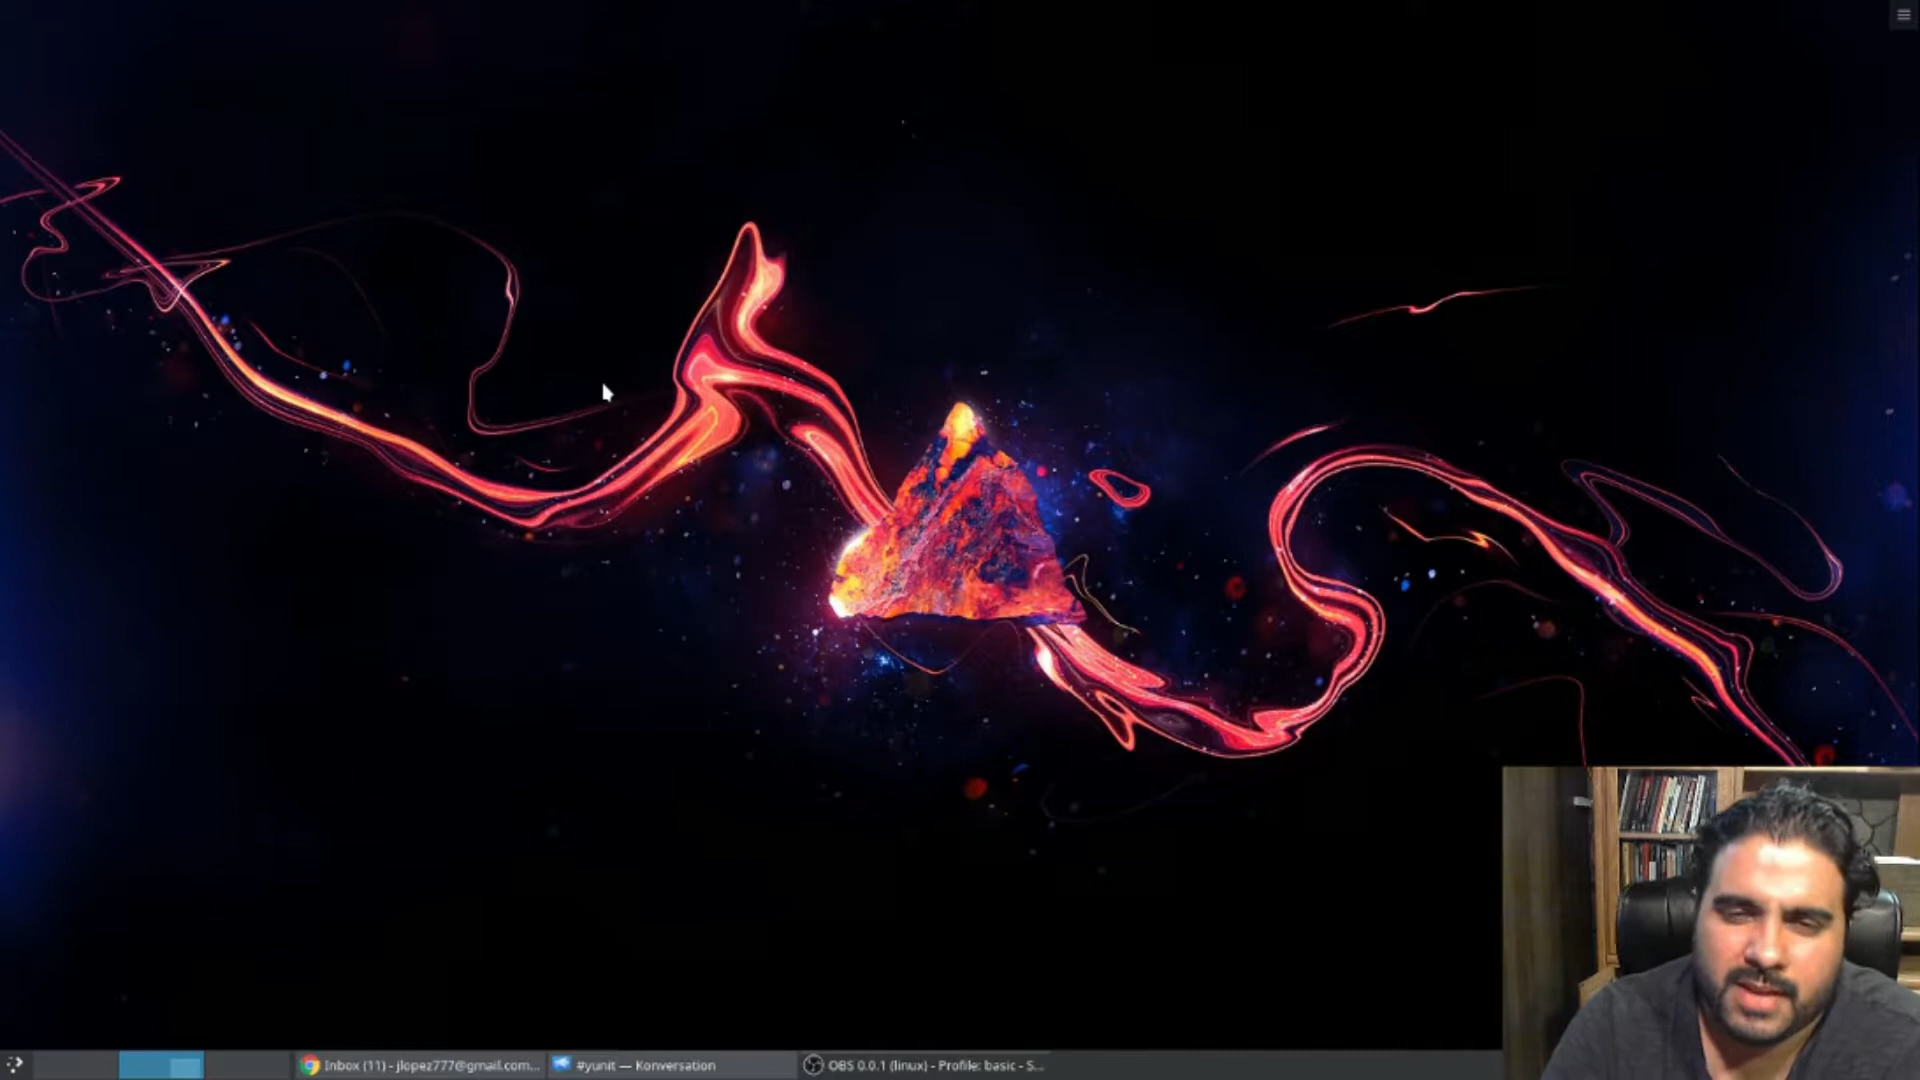 Inbox (11) - jlopez777@gmail.com...
#yunit — Konversation
OBS 0.0.1 (linux) - Profile: basic - S...